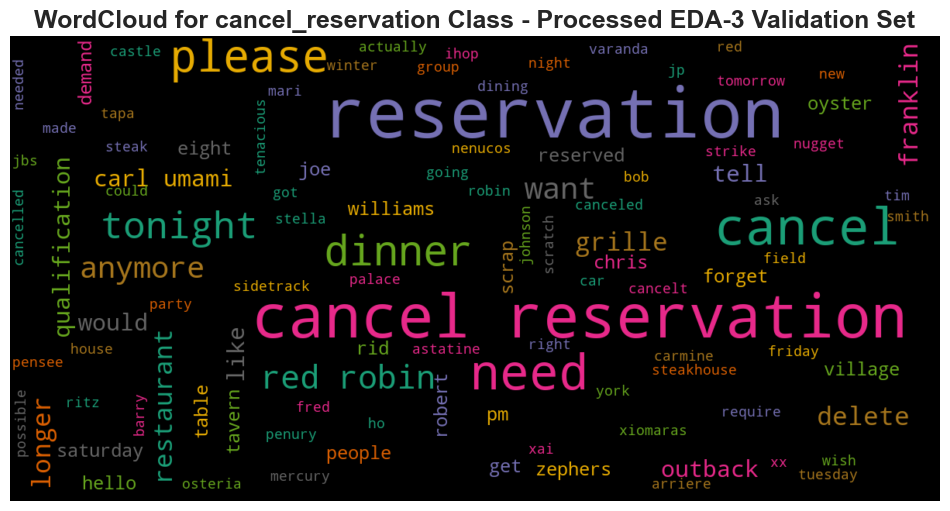 WordCloud for cancel_reservation Class - Processed EDA-3 Validation Set
needed
demand
castle
please
winter
actually
group
ihop
night
varanda
red
franklin
tapa
mari
dining
jp
tomorrow
new
oyster
made
tenacious
reservation
jbs
steak
eight
joe
nenucos
reserved
strike
nugget
tell
qualification
carl umami
could
got
going
robin
want
bob
canceled
ask
tim
smith
cancelled
tonight
stella
williams
johnson
scratch
cancel
anymore
dinner
scrap
grille
chris
field
forget
sidetrack
palace
car
cancelt
party
would
cancel reservation
house
restaurant
like
rid
astatine
right
carmine
friday
pensee
steakhouse
village
red robin
need
york
possible
longer
ritz
barry
table
tavern
fred
robert
pm
require
delete
penury
ho
xiomaras
saturday
people
xai
hello
osteria
mercury
get
zephers
outback
xx
wish
arriere
tuesday